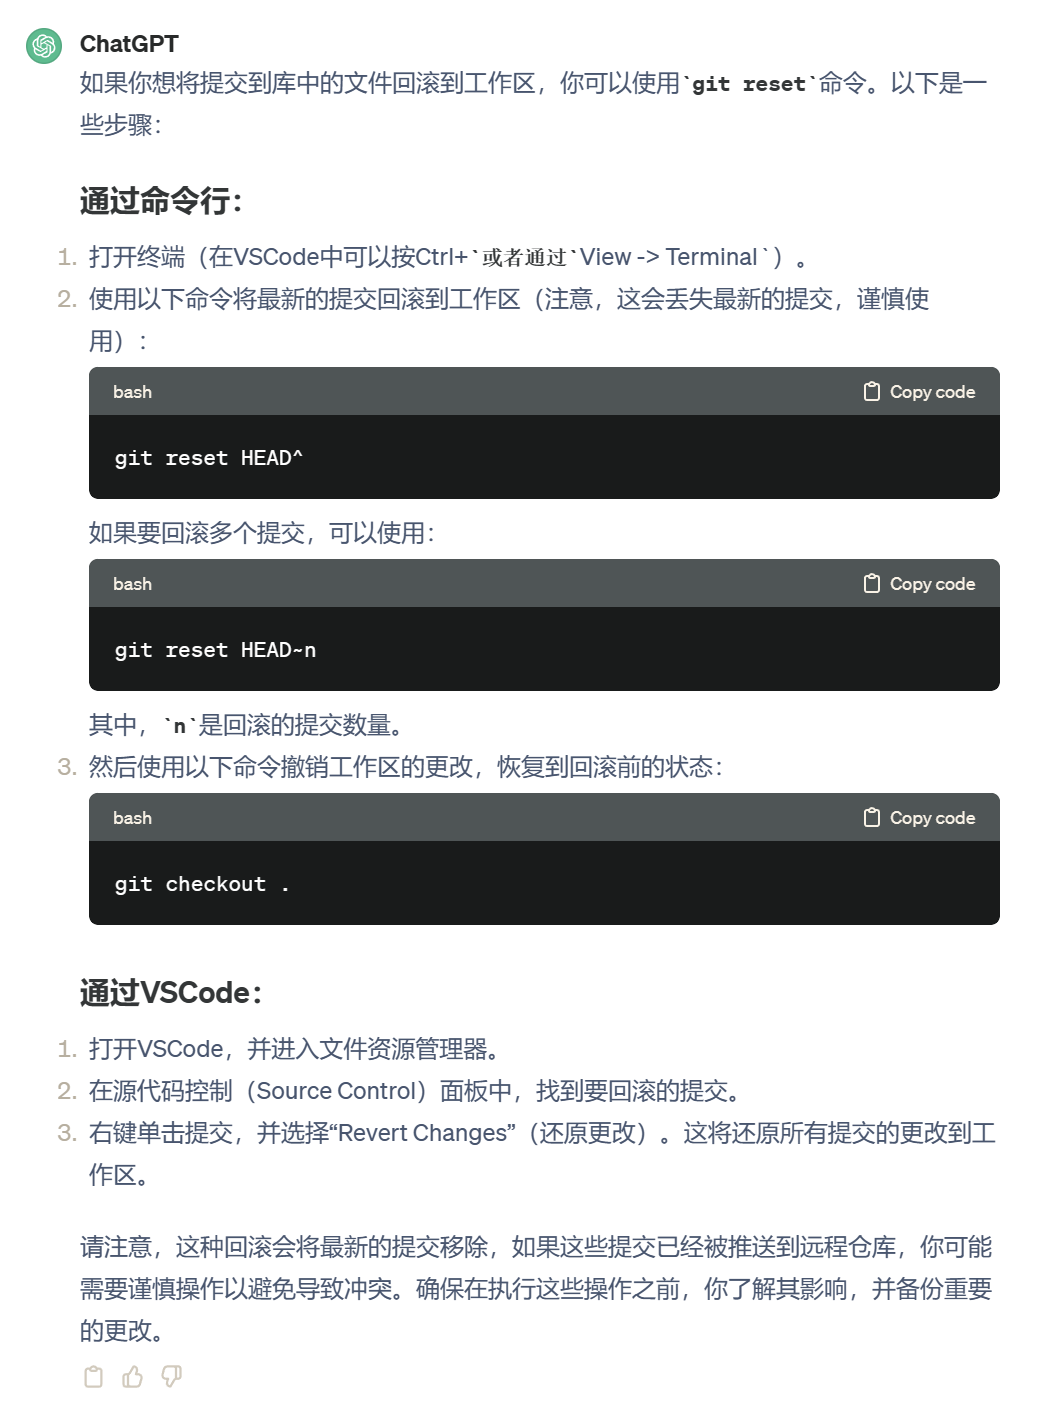 ChatGPT
如果你想将提交到库中的文件回滚到工作区，你可以使用`git reset`命令。以下是一
些步骤：
通过命令行：
1. 打开终端（在VSCode中可以按Ctrl+`或者通过`View -> Terminal`）。
2. 使用以下命令将最新的提交回滚到工作区（注意，这会丢失最新的提交，谨慎使
用）：
bash Copy code
git reset HEAD^
如果要回滚多个提交，可以使用：
bash Copy code
git reset HEAD~n
其中，`n`是回滚的提交数量。
3. 然后使用以下命令撤销工作区的更改，恢复到回滚前的状态：
bash Copy code
git checkout .
通过VSCode：
1. 打开VSCode，并进入文件资源管理器。
2. 在源代码控制（Source Control）面板中，找到要回滚的提交。
3. 右键单击提交，并选择“Revert Changes”（还原更改）。这将还原所有提交的更改到工
作区。
请注意，这种回滚会将最新的提交移除，如果这些提交已经被推送到远程仓库，你可能
需要谨慎操作以避免导致冲突。确保在执行这些操作之前，你了解其影响，并备份重要
的更改。